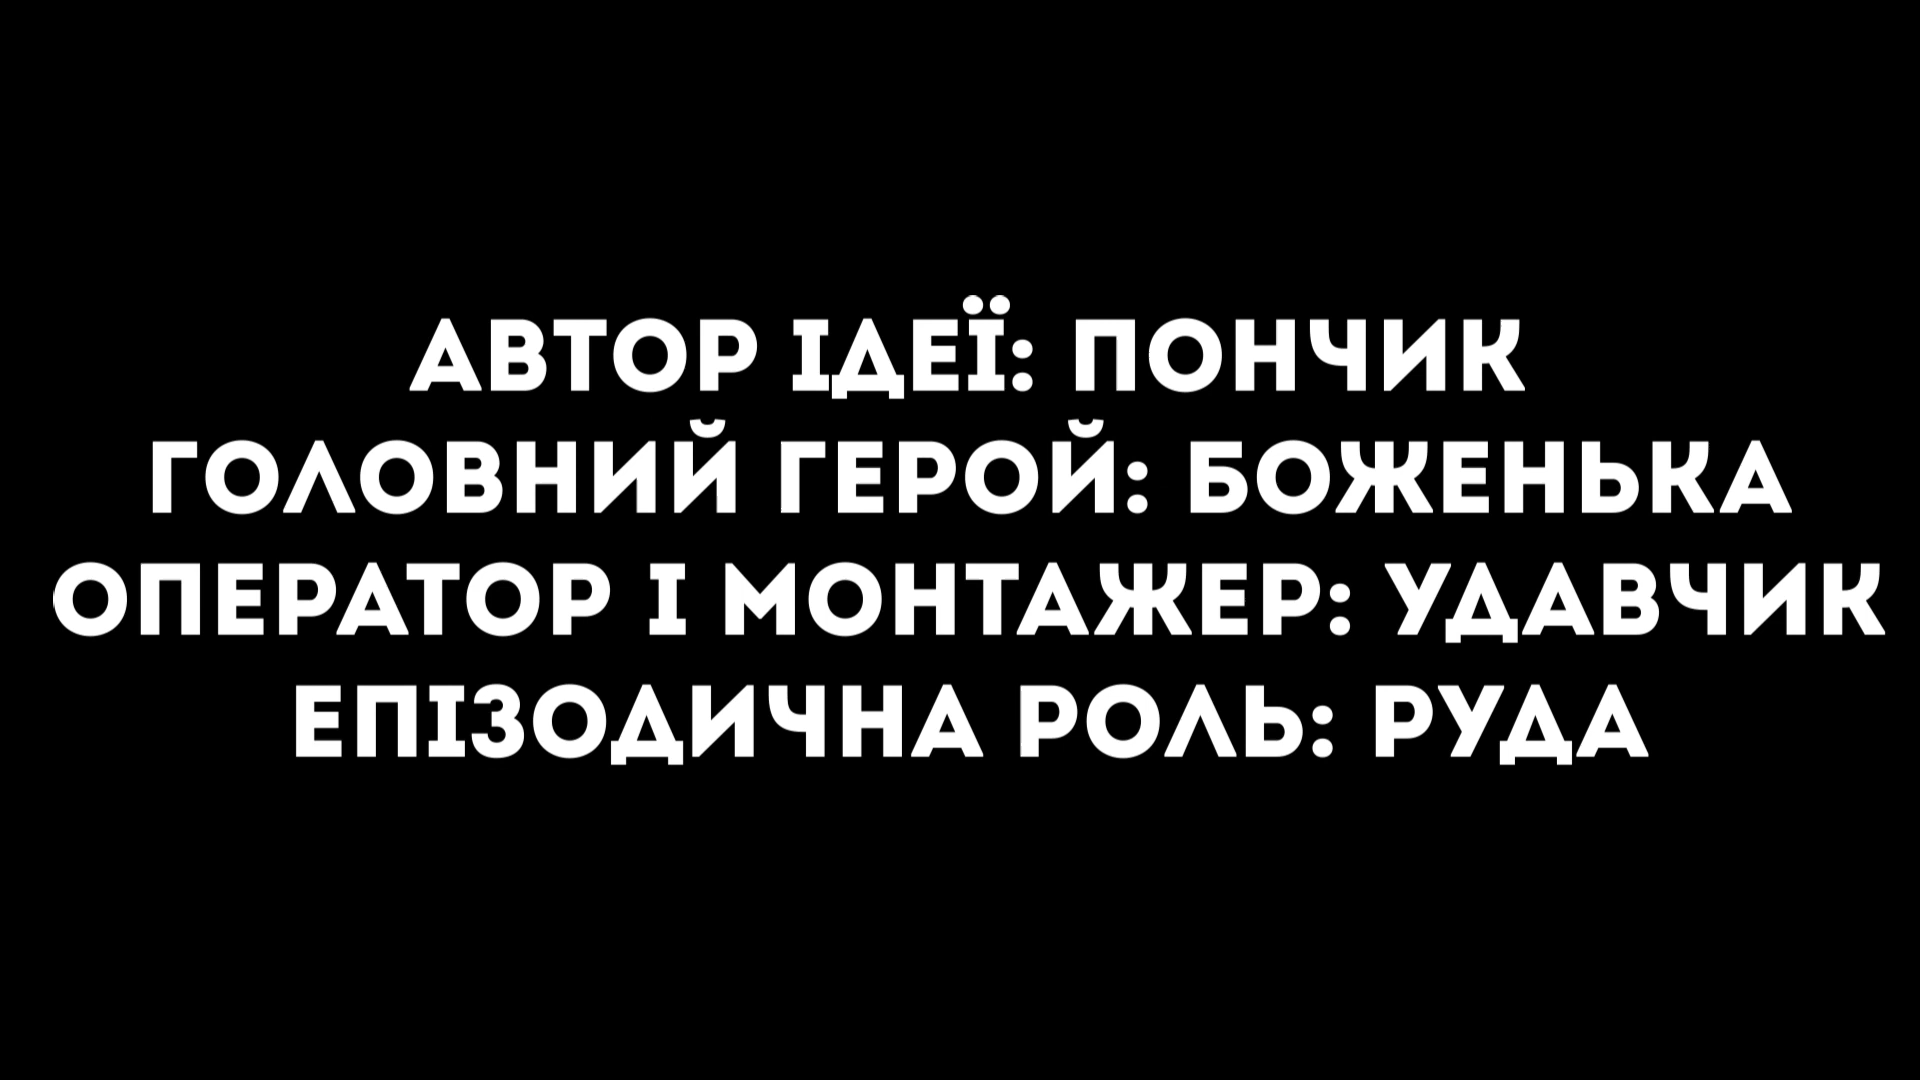 АВТОР ІДЕЇ: ПОНЧИК
ГОЛОВНИЙ ГЕРОЙ: БОЖЕНЬКА
ОПЕРАТОР І МОНТАЖЕР: УДАВЧИК
ЕПІЗОДИЧНА РОЛЬ: РУДА